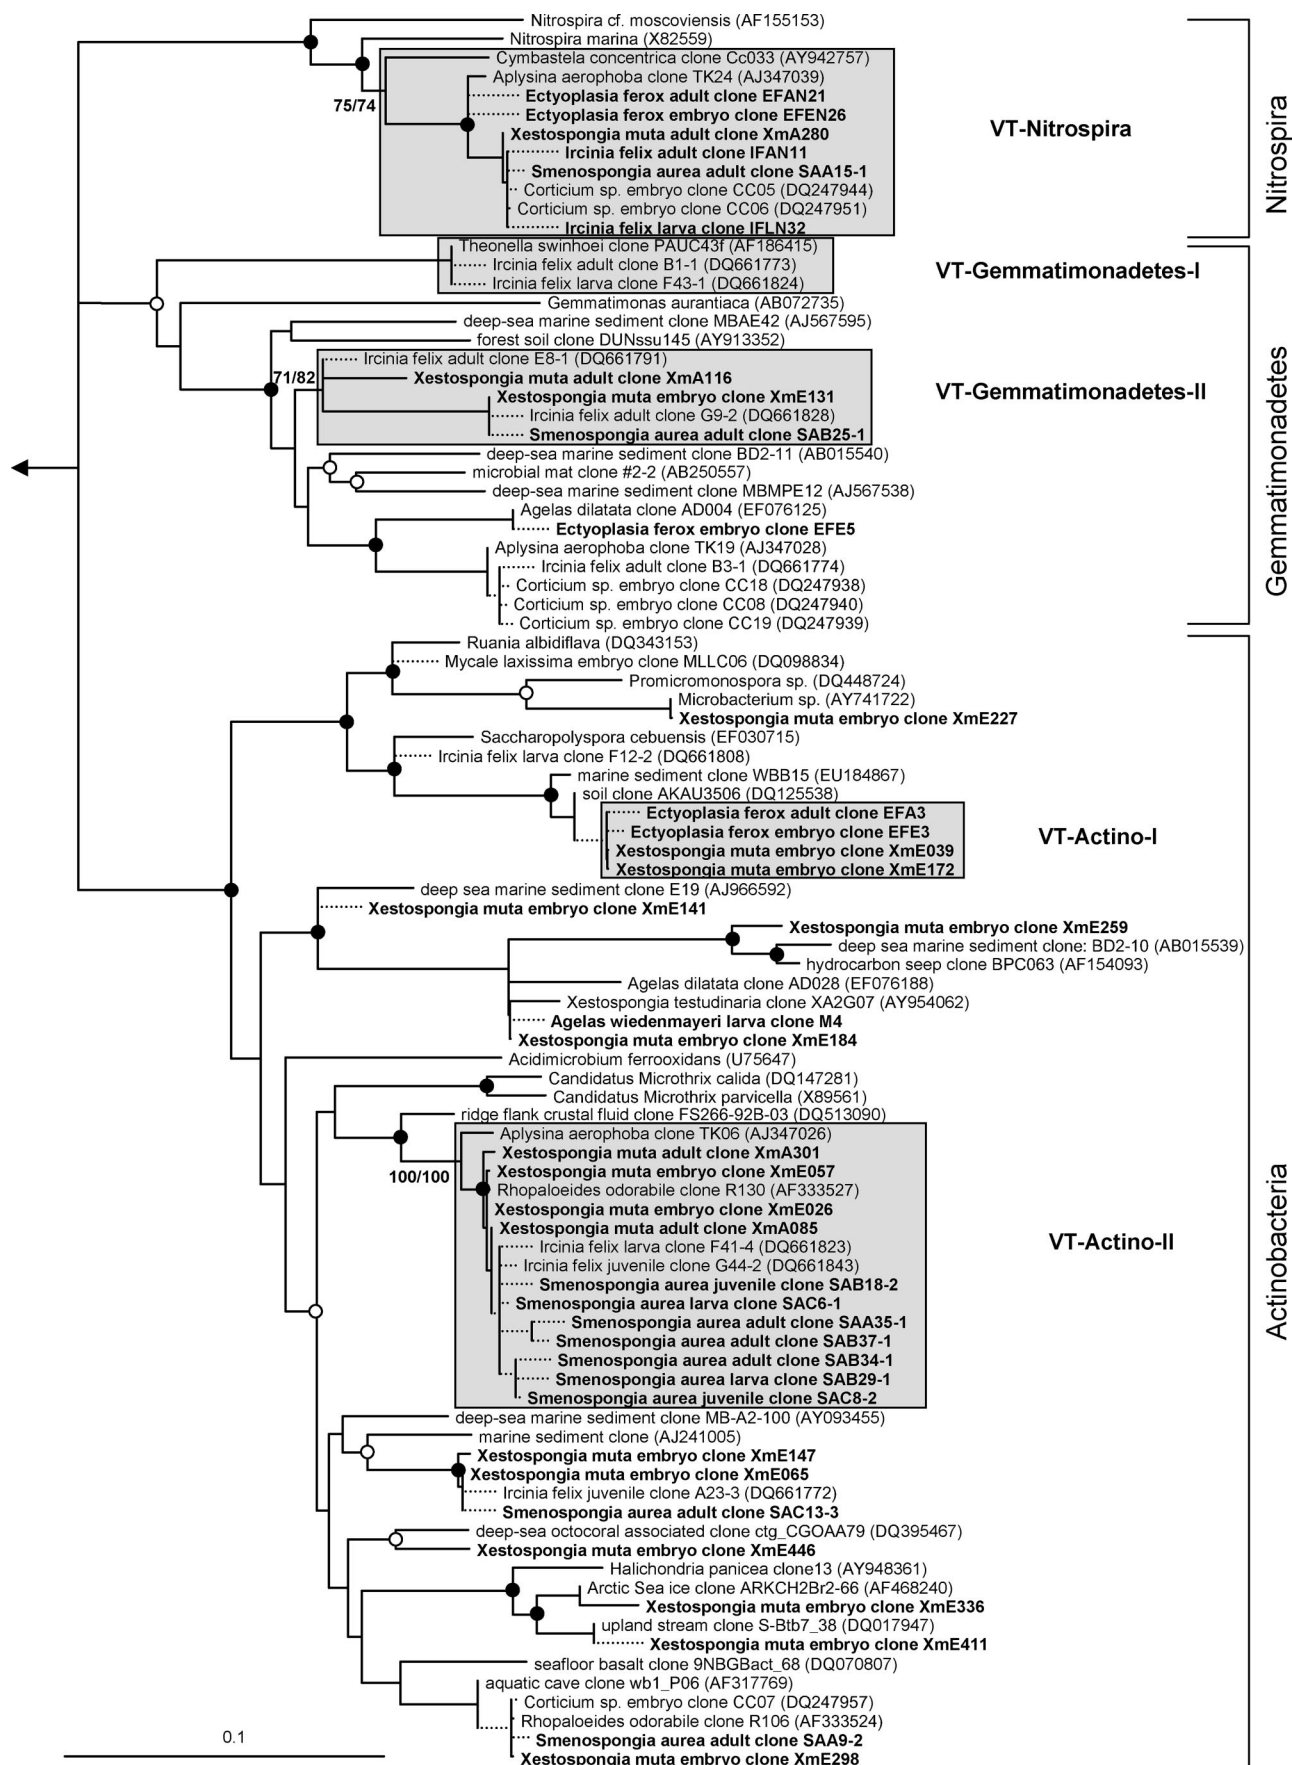 Nitrospira cf. moscoviensis (AF155153)
Nitrospira marina (X82559)
Cymbastela concentrica clone Cc033 (AY942757)
Aplysina aerophoba clone TK24 (AJ347039)
75/74
Ectyoplasia ferox adult clone EFAN21
Ectyoplasia ferox embryo clone EFEN26
VT-Nitrospira
Xestospongia muta adult clone XmA280
Ircinia felix adult clone IFAN11
Smenospongia aurea adult clone SAA15-1
Corticium sp. embryo clone CC05 (DQ247944)
Corticium sp. embryo clone CC06 (DQ247951)
Ircinia felix larva clone IFLN32
Nitrospira
Theonella swinhoei clone PAUC43f (AF186415)
Ircinia felix adult clone B1-1 (DQ661773)
VT-Gemmatimonadetes-I
Ircinia felix larva clone F43-1 (DQ661824)
Gemmatimonas aurantiaca (AB072735)
deep-sea marine sediment clone MBAE42 (AJ567595)
forest soil clone DUNssu145 (AY913352)
Ircinia felix adult clone E8-1 (DQ661791)
71/82
Xestospongia muta adult clone XmA116
VT-Gemmatimonadetes-II
Xestospongia muta embryo clone XmE131
Ircinia felix adult clone G9-2 (DQ661828)
Smenospongia aurea adult clone SAB25-1
deep-sea marine sediment clone BD2-11 (AB015540)
microbial mat clone #2-2 (AB250557)
deep-sea marine sediment clone MBMPE12 (AJ567538)
Agelas dilatata clone AD004 (EF076125)
Ectyoplasia ferox embryo clone EFE5
Aplysina aerophoba clone TK19 (AJ347028)
Ircinia felix adult clone B3-1 (DQ661774)
Corticium sp. embryo clone CC18 (DQ247938)
Corticium sp. embryo clone CC08 (DQ247940)
Corticium sp. embryo clone CC19 (DQ247939)
Gemmatimonadetes
Ruania albidiflava (DQ343153)
Mycale laxissima embryo clone MLLC06 (DQ098834)
Promicromonospora sp. (DQ448724)
Microbacterium sp. (AY741722)
Xestospongia muta embryo clone XmE227
Saccharopolyspora cebuensis (EF030715)
Ircinia felix larva clone F12-2 (DQ661808)
marine sediment clone WBB15 (EU184867)
soil clone AKAU3506 (DQ125538)
Ectyoplasia ferox adult clone EFA3
Ectyoplasia ferox embryo clone EFE3
VT-Actino-I
Xestospongia muta embryo clone XmE039
Xestospongia muta embryo clone XmE172
deep sea marine sediment clone E19 (AJ966592)
Xestospongia muta embryo clone XmE141
Xestospongia muta embryo clone XmE259
deep sea marine sediment clone: BD2-10 (AB015539)
hydrocarbon seep clone BPC063 (AF154093)
Agelas dilatata clone AD028 (EF076188)
Xestospongia testudinaria clone XA2G07 (AY954062)
Agelas wiedenmayeri larva clone M4
Xestospongia muta embryo clone XmE184
Acidimicrobium ferrooxidans (U75647)
Candidatus Microthrix calida (DQ147281)
Candidatus Microthrix parvicella (X89561)
ridge flank crustal fluid clone FS266-92B-03 (DQ513090)
Aplysina aerophoba clone TK06 (AJ347026)
Xestospongia muta adult clone XmA301
100/100
Xestospongia muta embryo clone XmE057
Rhopaloeides odorabile clone R130 (AF333527)
Xestospongia muta embryo clone XmE026
Xestospongia muta adult clone XmA085
VT-Actino-II
Ircinia felix larva clone F41-4 (DQ661823)
Ircinia felix juvenile clone G44-2 (DQ661843)
Smenospongia aurea juvenile clone SAB18-2
Smenospongia aurea larva clone SAC6-1
Smenospongia aurea adult clone SAA35-1
Smenospongia aurea adult clone SAB37-1
Smenospongia aurea adult clone SAB34-1
Smenospongia aurea larva clone SAB29-1
Smenospongia aurea juvenile clone SAC8-2
Actinobacteria
deep-sea marine sediment clone MB-A2-100 (AY093455)
marine sediment clone (AJ241005)
Xestospongia muta embryo clone XmE147
Xestospongia muta embryo clone XmE065
Ircinia felix juvenile clone A23-3 (DQ661772)
Smenospongia aurea adult clone SAC13-3
deep-sea octocoral associated clone ctg_CGOAA79 (DQ395467)
Xestospongia muta embryo clone XmE446
Halichondria panicea clone13 (AY948361)
Arctic Sea ice clone ARKCH2Br2-66 (AF468240)
Xestospongia muta embryo clone XmE336
upland stream clone S-Btb7_38 (DQ017947)
Xestospongia muta embryo clone XmE411
seafloor basalt clone 9NBGBact_68 (DQ070807)
aquatic cave clone wb1_P06 (AF317769)
Corticium sp. embryo clone CC07 (DQ247957)
Rhopaloeides odorabile clone R106 (AF333524)
Smenospongia aurea adult clone SAA9-2
Xestospongia muta embryo clone XmE298
0.1